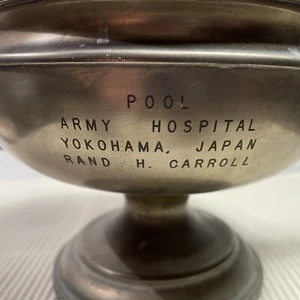 POOL
ARMY HOSPITAL
YOKOHAMA, JAPAN
RAND H. CARROLL